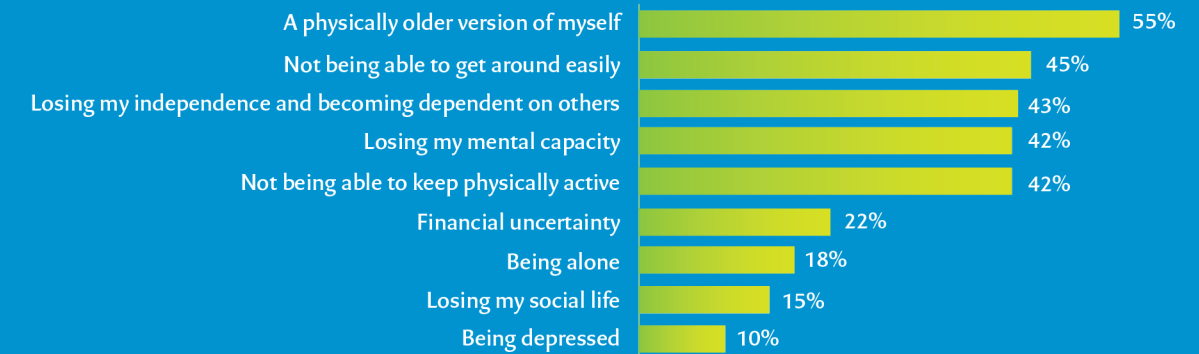 A physically older version of myself 55%
Not being able to get around easily 45%
Losing my independence and becoming dependent on others 43%
Losing my mental capacity 42%
Not being able to keep physically active 42%
Financial uncertainty 22%
Being alone 18%
Losing my social life 15%
Being depressed 10%